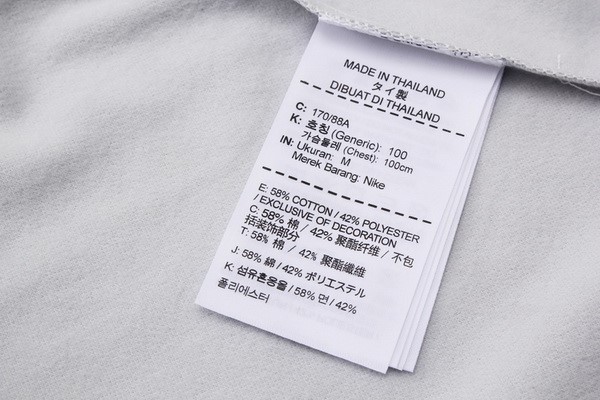 MADE IN THAILAND
タイ製
DIBUAT DI THAILAND
C: 170/88A
K: 호칭 (Generic): 100
가슴둘레 (Chest): 100cm
IN: Ukuran: M
Merek Barang: Nike
E: 58% COTTON / 42% POLYESTER
/ EXCLUSIVE OF DECORATION
C: 58% 棉 / 42% 聚酯纤维 / 不包
括装饰部分
T: 58% 棉 / 42% 聚酯纖維
J: 58% 綿 / 42% ポリエステル
K: 섬유혼용율 / 58% 면 / 42%
폴리에스터